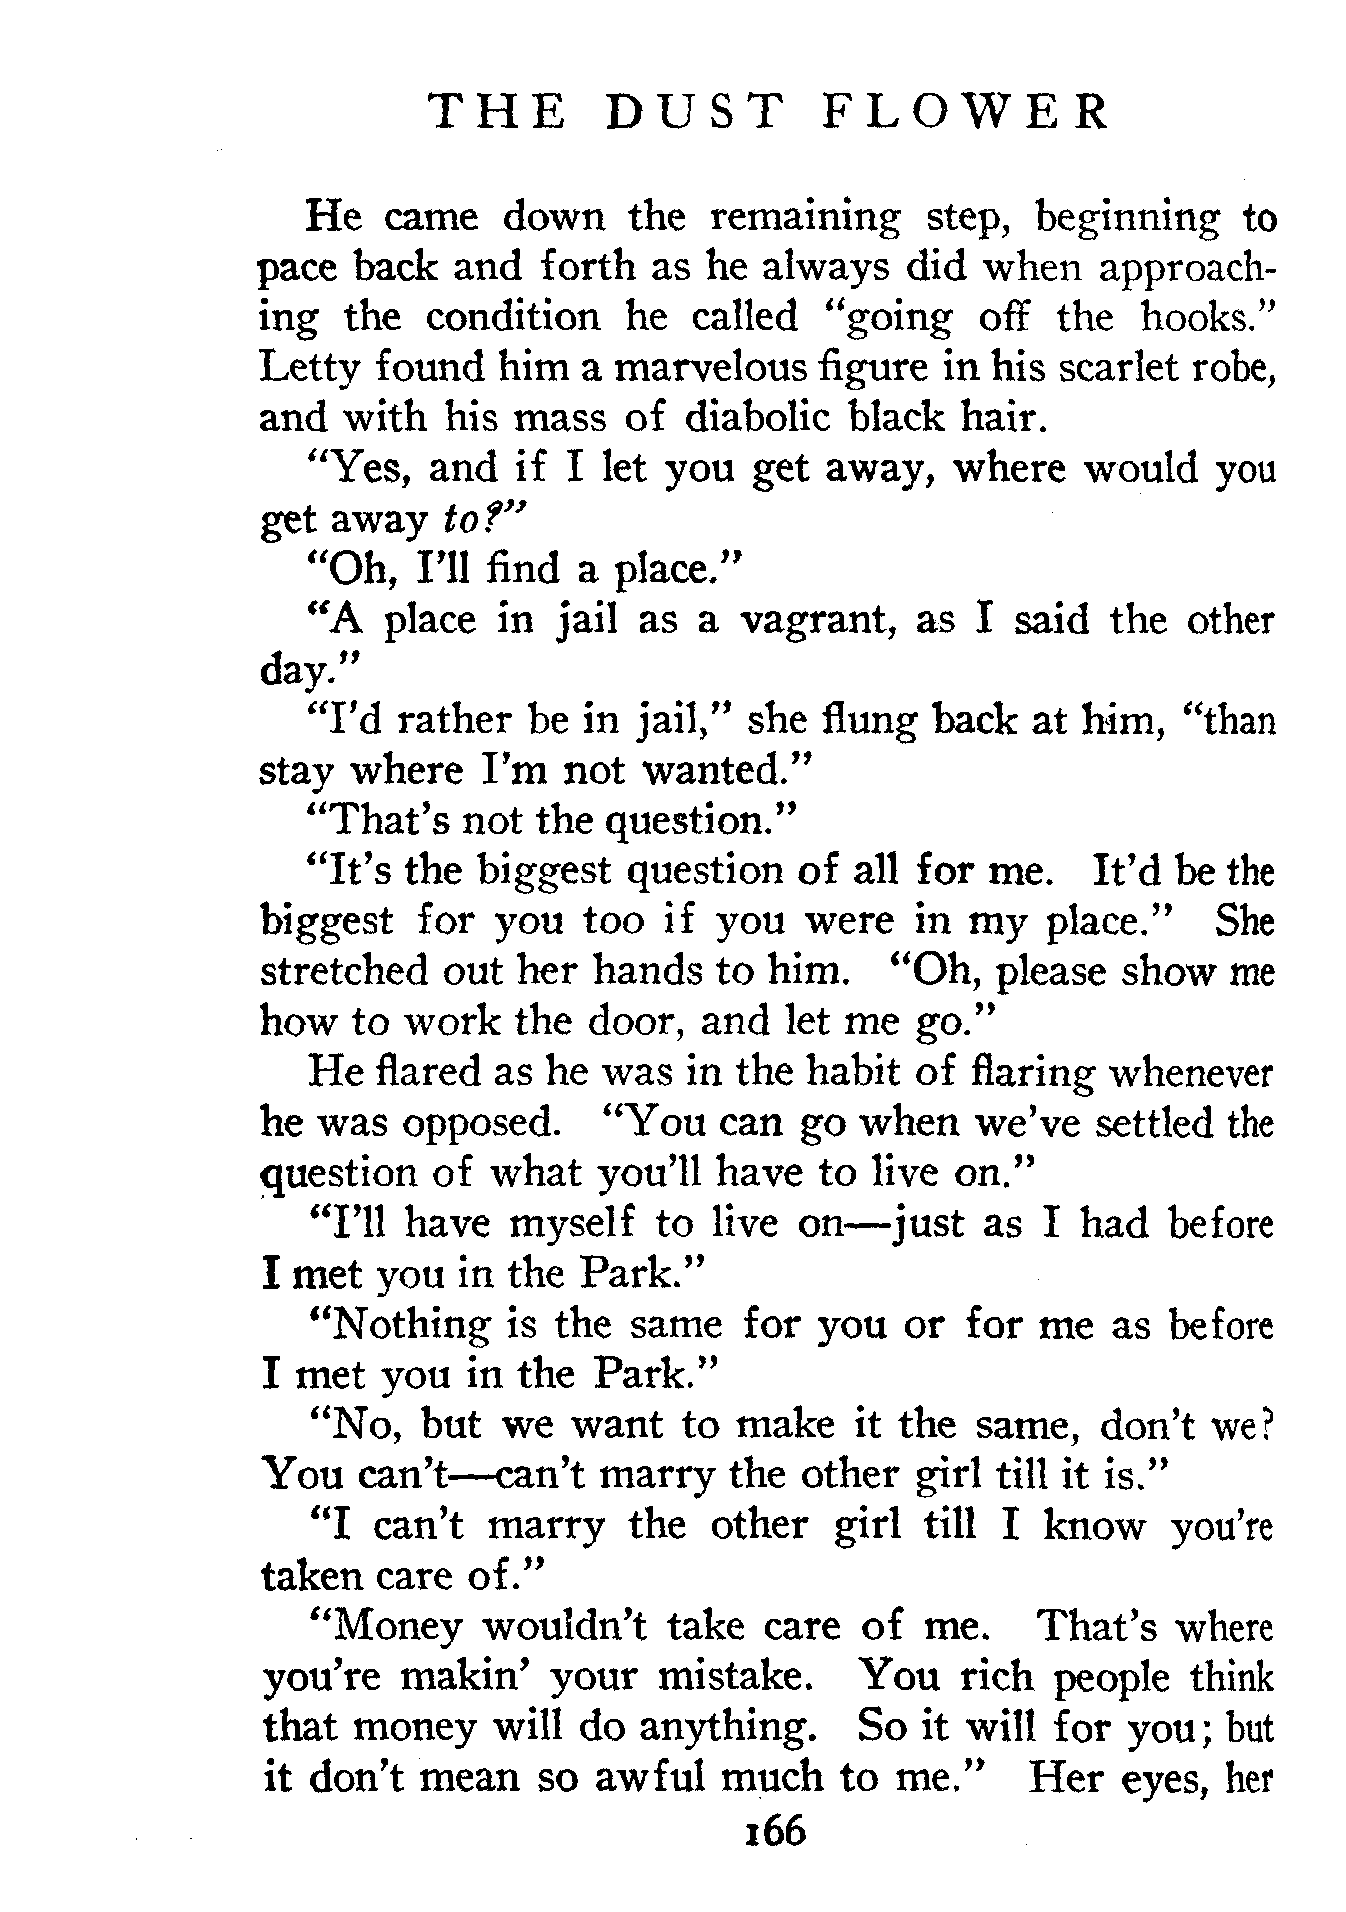 THE DUST FLOWER
He came down the remaining step, beginning to
pace back and forth as he always did when approach-
ing the condition he called “going off the hooks.”
Letty found him a marvelous figure in his scarlet robe,
and with his mass of diabolic black hair.
“Yes, and if I let you get away, where would you
get away to?”
“Oh, I’ll find a place.”
“A place in jail as a vagrant, as I said the other
day.”
“I’d rather be in jail,” she flung back at him, “than
stay where I’m not wanted.”
“That’s not the question.”
“It’s the biggest question of all for me. It’d be the
biggest for you too if you were in my place.” She
stretched out her hands to him. “Oh, please show me
how to work the door, and let me go.”
He flared as he was in the habit of flaring whenever
he was opposed. “You can go when we’ve settled the
question of what you’ll have to live on.”
“I’ll have myself to live on—just as I had before
I met you in the Park.”
“Nothing is the same for you or for me as before
I met you in the Park.”
“No, but we want to make it the same, don’t we?
You can’t—can’t marry the other girl till it is.”
“I can’t marry the other girl till I know you’re
taken care of.”
“Money wouldn’t take care of me. That’s where
you’re makin’ your mistake. You rich people think
that money will do anything. So it will for you; but
it don’t mean so awful much to me.” Her eyes, her
166